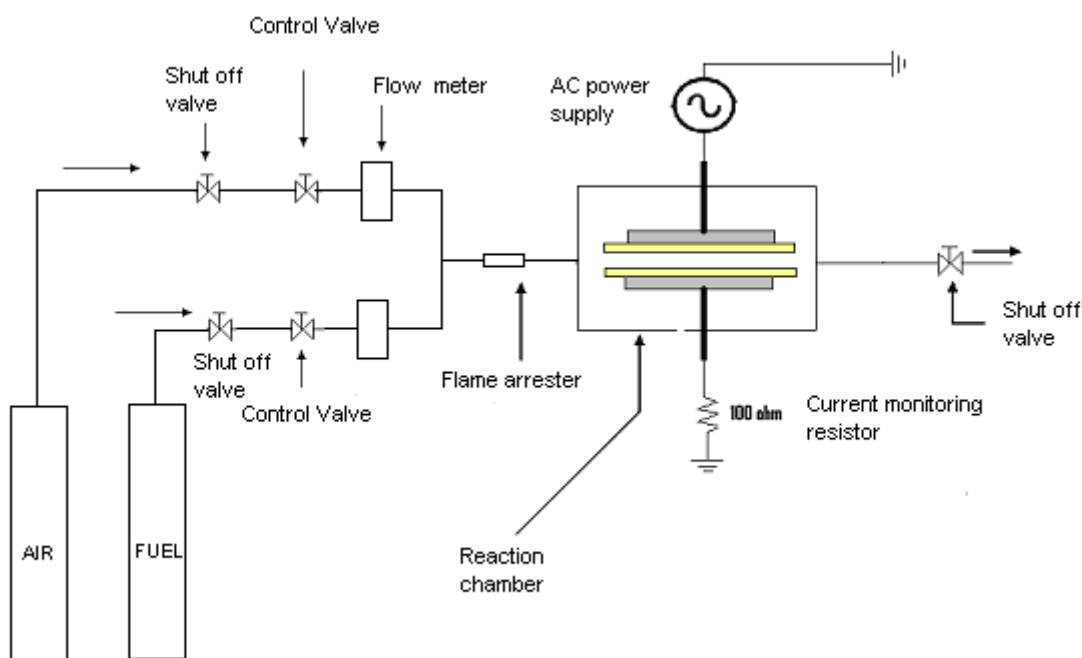 Control Valve
Shut off
valve
Flow meter
AC power
supply
Shut off
valve
Shut off
valve
Control Valve
Flame arrester
100 ohm
Current monitoring
resistor
Reaction
chamber
AIR
FUEL